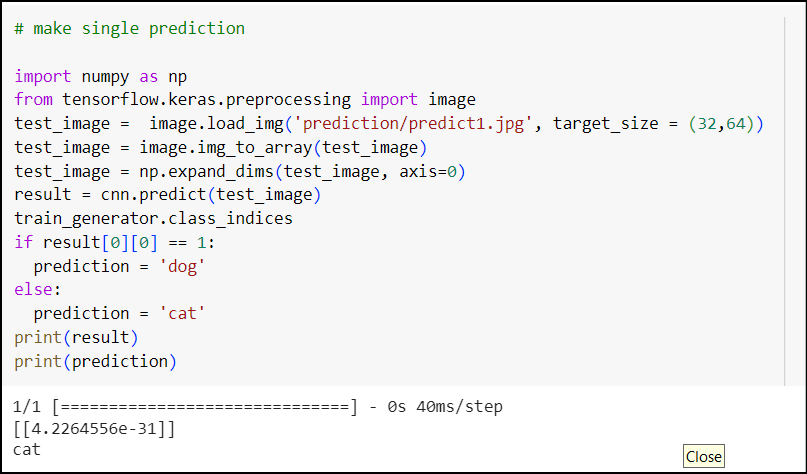 # make single prediction
import numpy as np
from tensorflow.keras.preprocessing import image
test_image =  image.load_img('prediction/predict1.jpg', target_size = (32,64))
test_image = image.img_to_array(test_image)
test_image = np.expand_dims(test_image, axis=0)
result = cnn.predict(test_image)
train_generator.class_indices
if result[0][0] == 1:
  prediction = 'dog'
else:
  prediction = 'cat'
print(result)
print(prediction)
1/1 [==============================] - 0s 40ms/step
[[4.2264556e-31]]
cat
Close